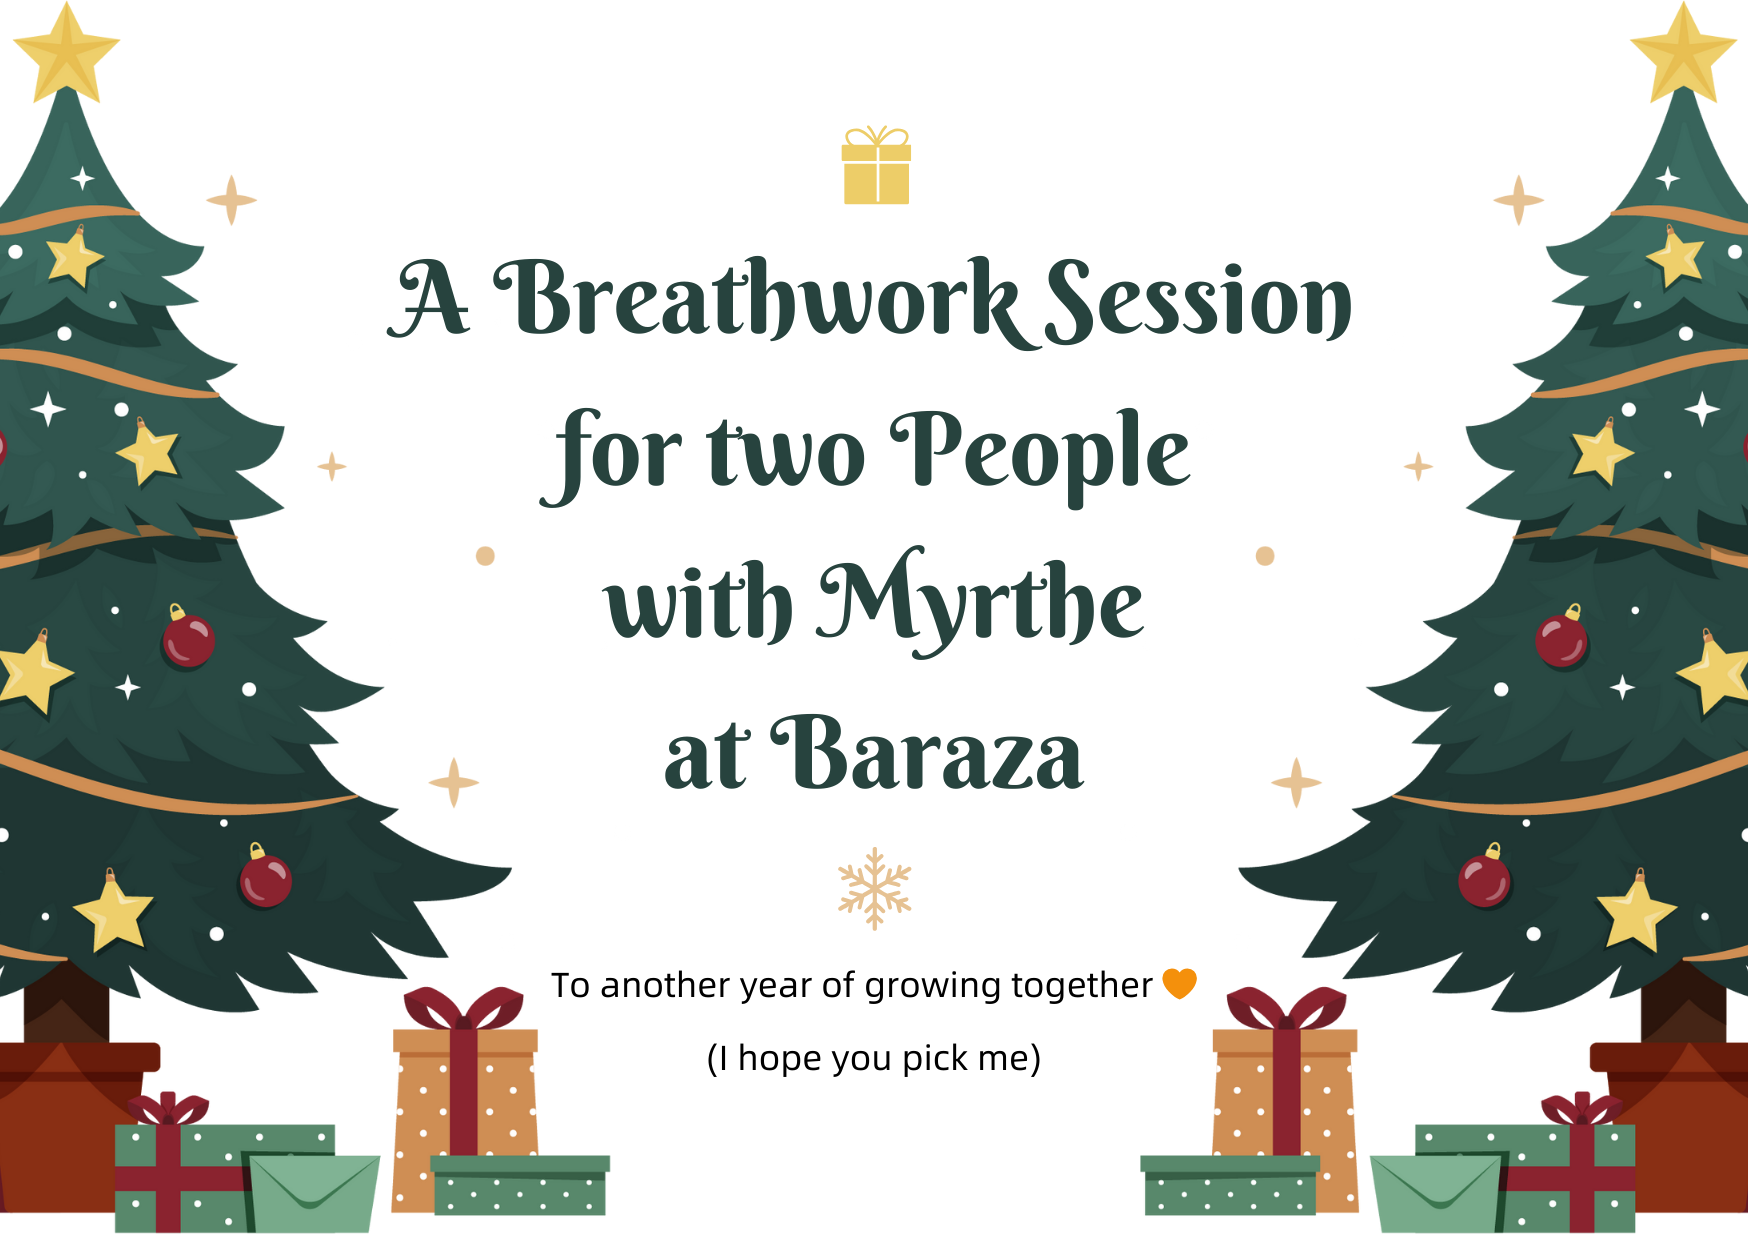 A Breathwork Session
for two People
with Myrthe
at Baraza
To another year of growing together 🧡
(I hope you pick me)